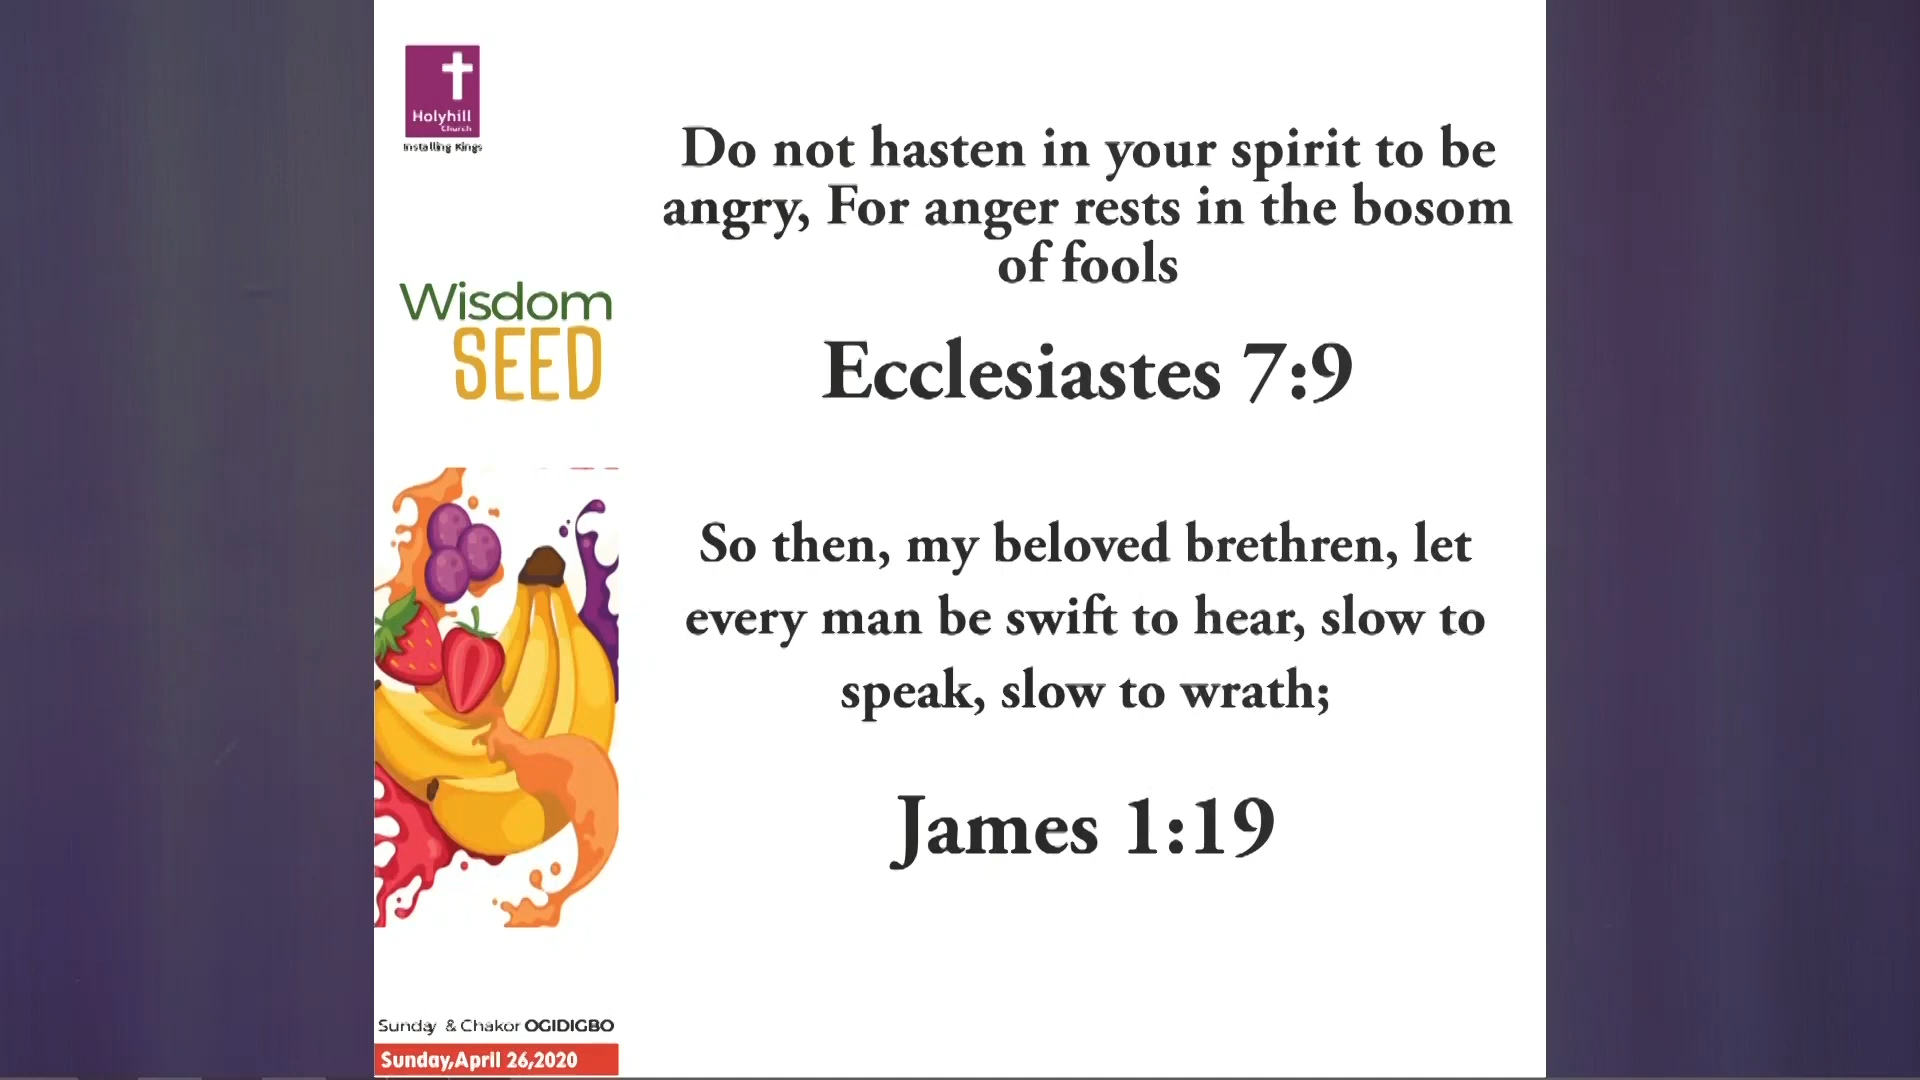 Holyhill
Church
Installing Kings
Wisdom
SEED
Do not hasten in your spirit to be
angry, For anger rests in the bosom
of fools
Ecclesiastes 7:9
So then, my beloved brethren, let
every man be swift to hear, slow to
speak, slow to wrath;
James 1:19
Sunday & Chakor OGIDIGBO
Sunday,April 26,2020